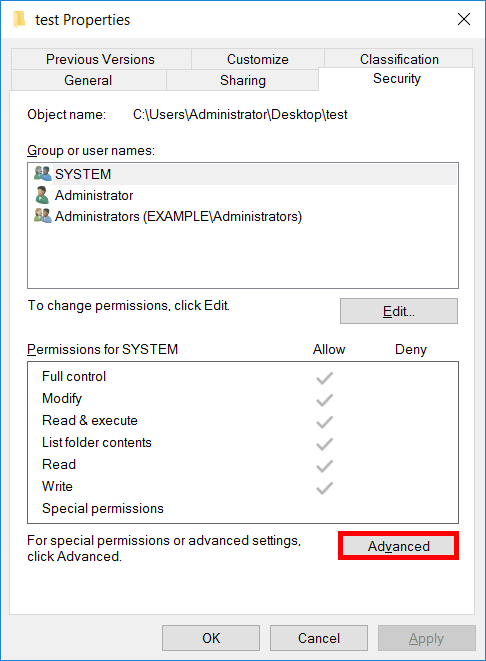 test Properties
Previous Versions Customize Classification
General Sharing Security
Object name: C:\Users\Administrator\Desktop\test
Group or user names:
SYSTEM
Administrator
Administrators (EXAMPLE\Administrators)
To change permissions, click Edit.
Edit...
Permissions for SYSTEM Allow Deny
Full control
Modify
Read & execute
List folder contents
Read
Write
Special permissions
For special permissions or advanced settings,
click Advanced.
Advanced
OK Cancel Apply